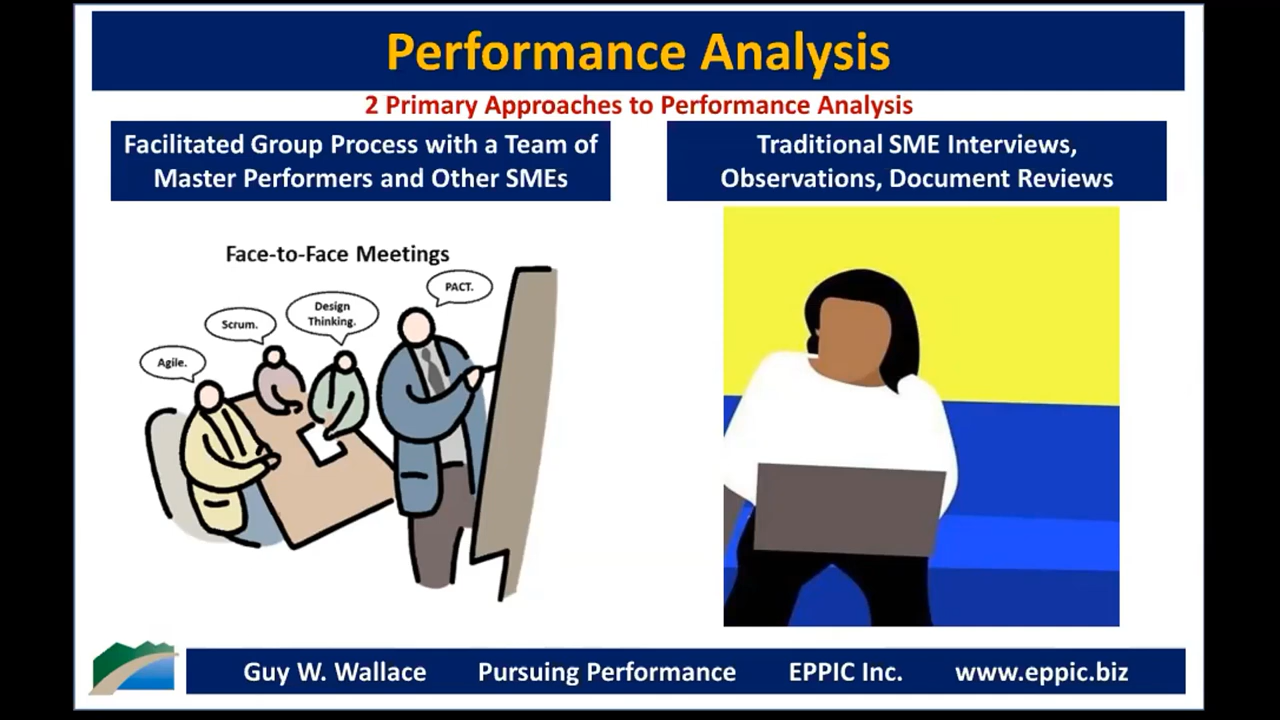 Performance Analysis
2 Primary Approaches to Performance Analysis
Facilitated Group Process with a Team of
Master Performers and Other SMEs
Traditional SME Interviews,
Observations, Document Reviews
Face-to-Face Meetings
PACT.
Design
Thinking.
Scrum.
Agile.
Guy W. Wallace Pursuing Performance EPPIC Inc. www.eppic.biz